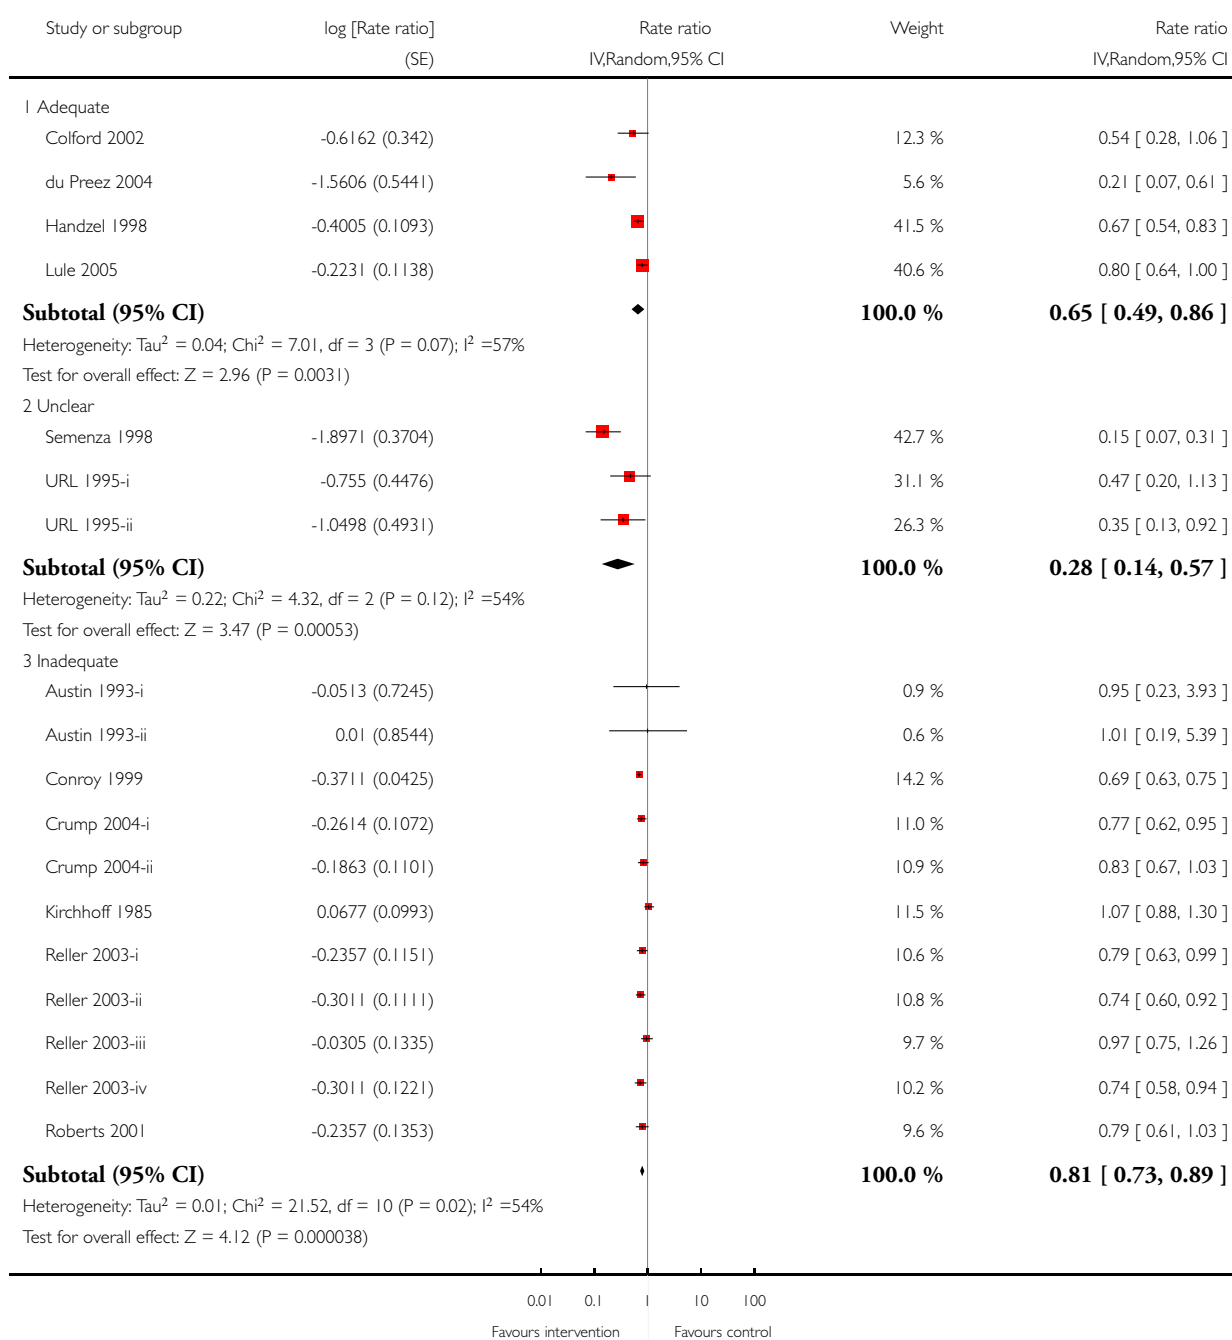 Study or subgroup log [Rate ratio] Rate ratio Weight Rate ratio
(SE) IV,Random,95% CI IV,Random,95% CI
1 Adequate
Colford 2002 -0.6162 (0.342) 12.3 % 0.54 [ 0.28, 1.06 ]
du Preez 2004 -1.5606 (0.5441) 5.6 % 0.21 [ 0.07, 0.61 ]
Handzel 1998 -0.4005 (0.1093) 41.5 % 0.67 [ 0.54, 0.83 ]
Lule 2005 -0.2231 (0.1138) 40.6 % 0.80 [ 0.64, 1.00 ]
Subtotal (95% CI) 100.0 % 0.65 [ 0.49, 0.86 ]
Heterogeneity: Tau² = 0.04; Chi² = 7.01, df = 3 (P = 0.07); I² =57%
Test for overall effect: Z = 2.96 (P = 0.0031)
2 Unclear
Semenza 1998 -1.8971 (0.3704) 42.7 % 0.15 [ 0.07, 0.31 ]
URL 1995-i -0.755 (0.4476) 31.1 % 0.47 [ 0.20, 1.13 ]
URL 1995-ii -1.0498 (0.4931) 26.3 % 0.35 [ 0.13, 0.92 ]
Subtotal (95% CI) 100.0 % 0.28 [ 0.14, 0.57 ]
Heterogeneity: Tau² = 0.22; Chi² = 4.32, df = 2 (P = 0.12); I² =54%
Test for overall effect: Z = 3.47 (P = 0.00053)
3 Inadequate
Austin 1993-i -0.0513 (0.7245) 0.9 % 0.95 [ 0.23, 3.93 ]
Austin 1993-ii 0.01 (0.8544) 0.6 % 1.01 [ 0.19, 5.39 ]
Conroy 1999 -0.3711 (0.0425) 14.2 % 0.69 [ 0.63, 0.75 ]
Crump 2004-i -0.2614 (0.1072) 11.0 % 0.77 [ 0.62, 0.95 ]
Crump 2004-ii -0.1863 (0.1101) 10.9 % 0.83 [ 0.67, 1.03 ]
Kirchhoff 1985 0.0677 (0.0993) 11.5 % 1.07 [ 0.88, 1.30 ]
Reller 2003-i -0.2357 (0.1151) 10.6 % 0.79 [ 0.63, 0.99 ]
Reller 2003-ii -0.3011 (0.1111) 10.8 % 0.74 [ 0.60, 0.92 ]
Reller 2003-iii -0.0305 (0.1335) 9.7 % 0.97 [ 0.75, 1.26 ]
Reller 2003-iv -0.3011 (0.1221) 10.2 % 0.74 [ 0.58, 0.94 ]
Roberts 2001 -0.2357 (0.1353) 9.6 % 0.79 [ 0.61, 1.03 ]
Subtotal (95% CI) 100.0 % 0.81 [ 0.73, 0.89 ]
Heterogeneity: Tau² = 0.01; Chi² = 21.52, df = 10 (P = 0.02); I² =54%
Test for overall effect: Z = 4.12 (P = 0.000038)
0.01 0.1 1 10 100
Favours intervention Favours control